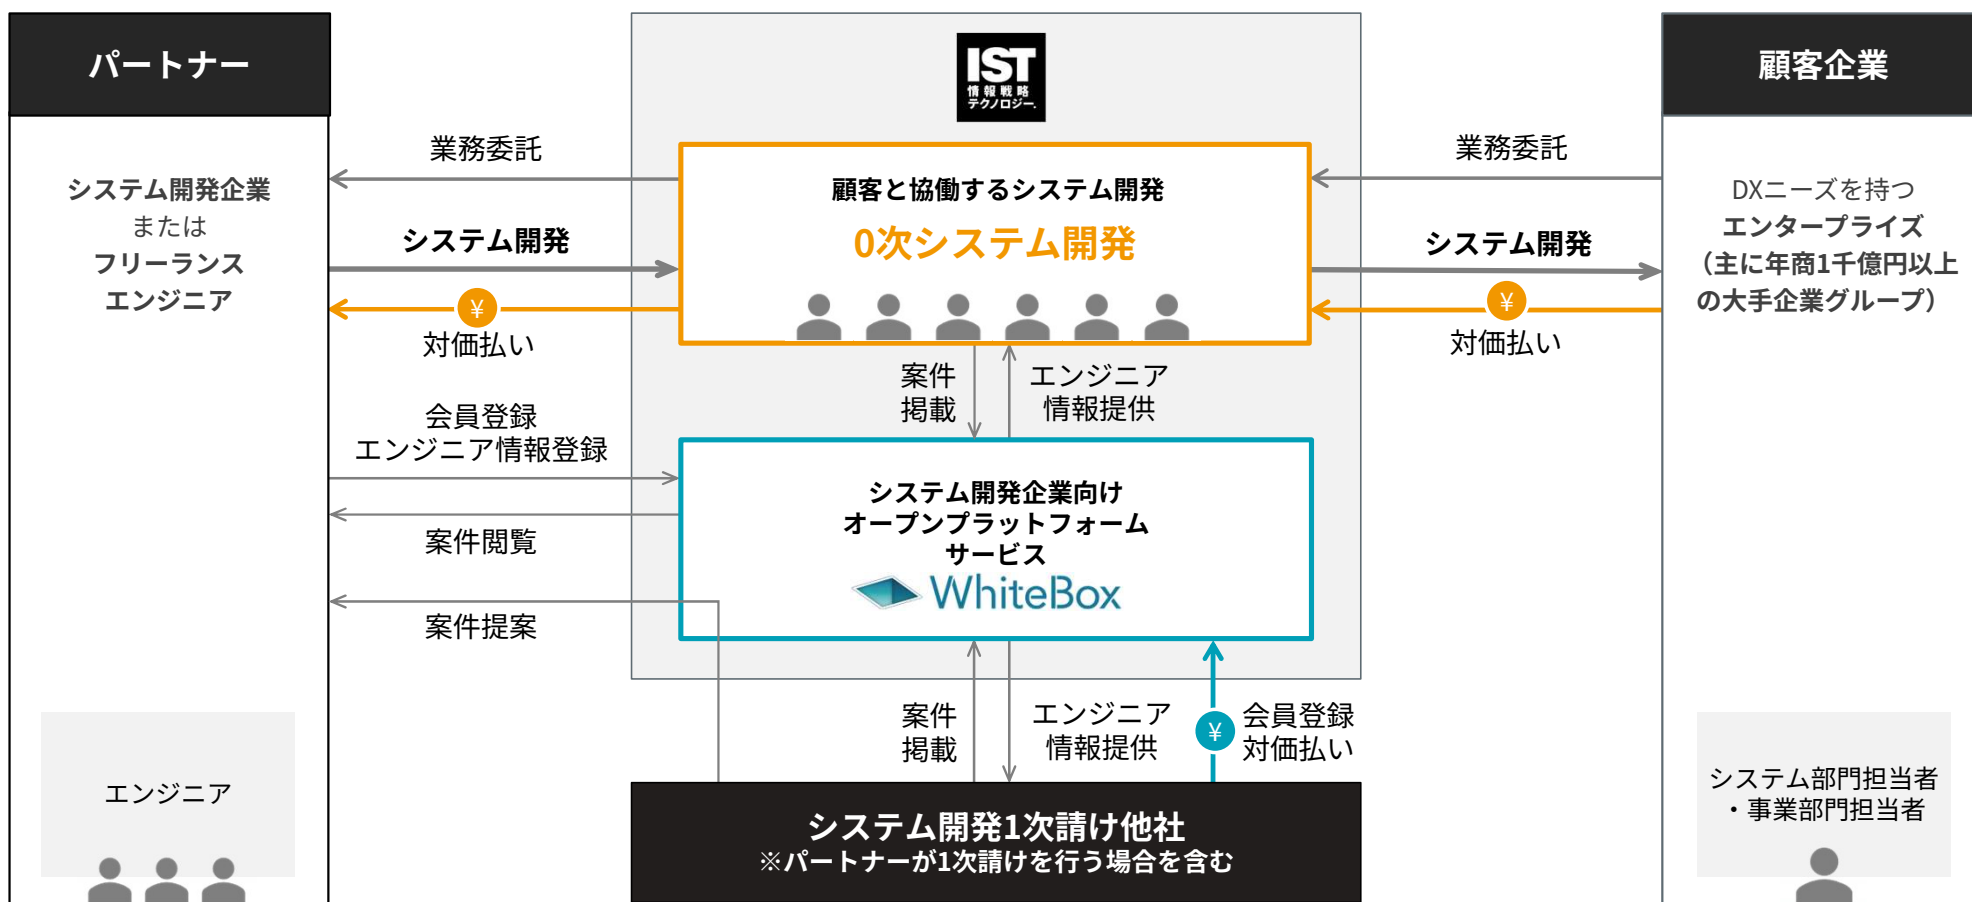 パートナー
システム開発企業
または
フリーランス
エンジニア
エンジニア
業務委託
システム開発
¥
対価払い
会員登録
エンジニア情報登録
案件閲覧
案件提案
IST
情報戦略
テクノロジー.
顧客と協働するシステム開発
0次システム開発
案件
掲載
エンジニア
情報提供
システム開発企業向け
オープンプラットフォーム
サービス
WhiteBox
案件
掲載
エンジニア
情報提供
¥
会員登録
対価払い
システム開発1次請け他社
※パートナーが1次請けを行う場合を含む
業務委託
システム開発
¥
対価払い
顧客企業
DXニーズを持つ
エンタープライズ
（主に年商1千億円以上
の大手企業グループ）
システム部門担当者
・事業部門担当者